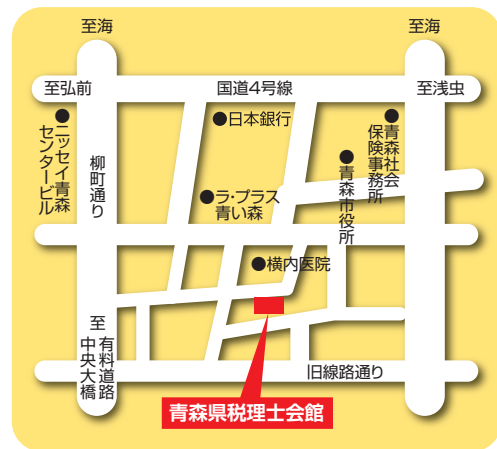 至海
至海
至弘前
国道4号線
至浅虫
●日本銀行
●ニッセイ青森
センタービル
柳町通り
●青森社会
保険事務所
●青森市役所
●ラ・プラス
青い森
●横内医院
至
有料道路
中央大橋
旧線路通り
青森県税理士会館